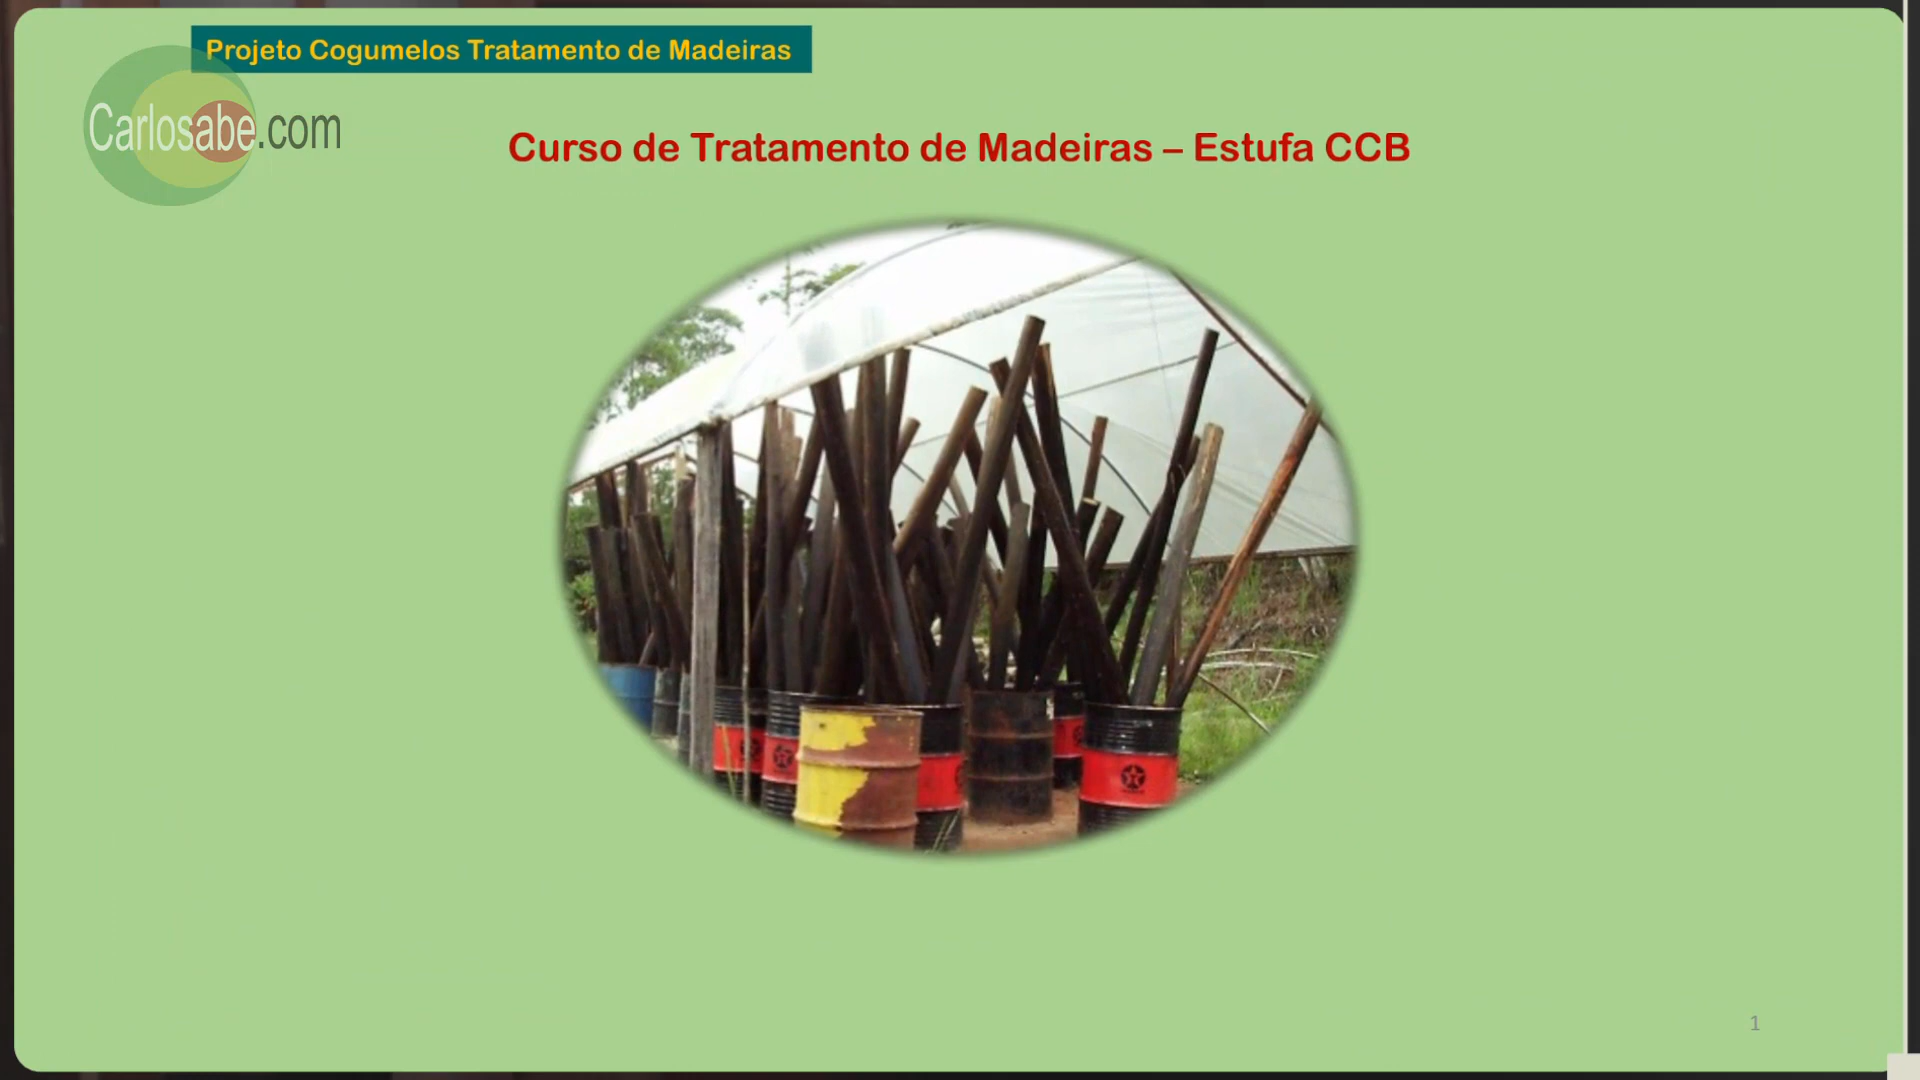 Projeto Cogumelos Tratamento de Madeiras
Carlosabe.com
Curso de Tratamento de Madeiras – Estufa CCB
1